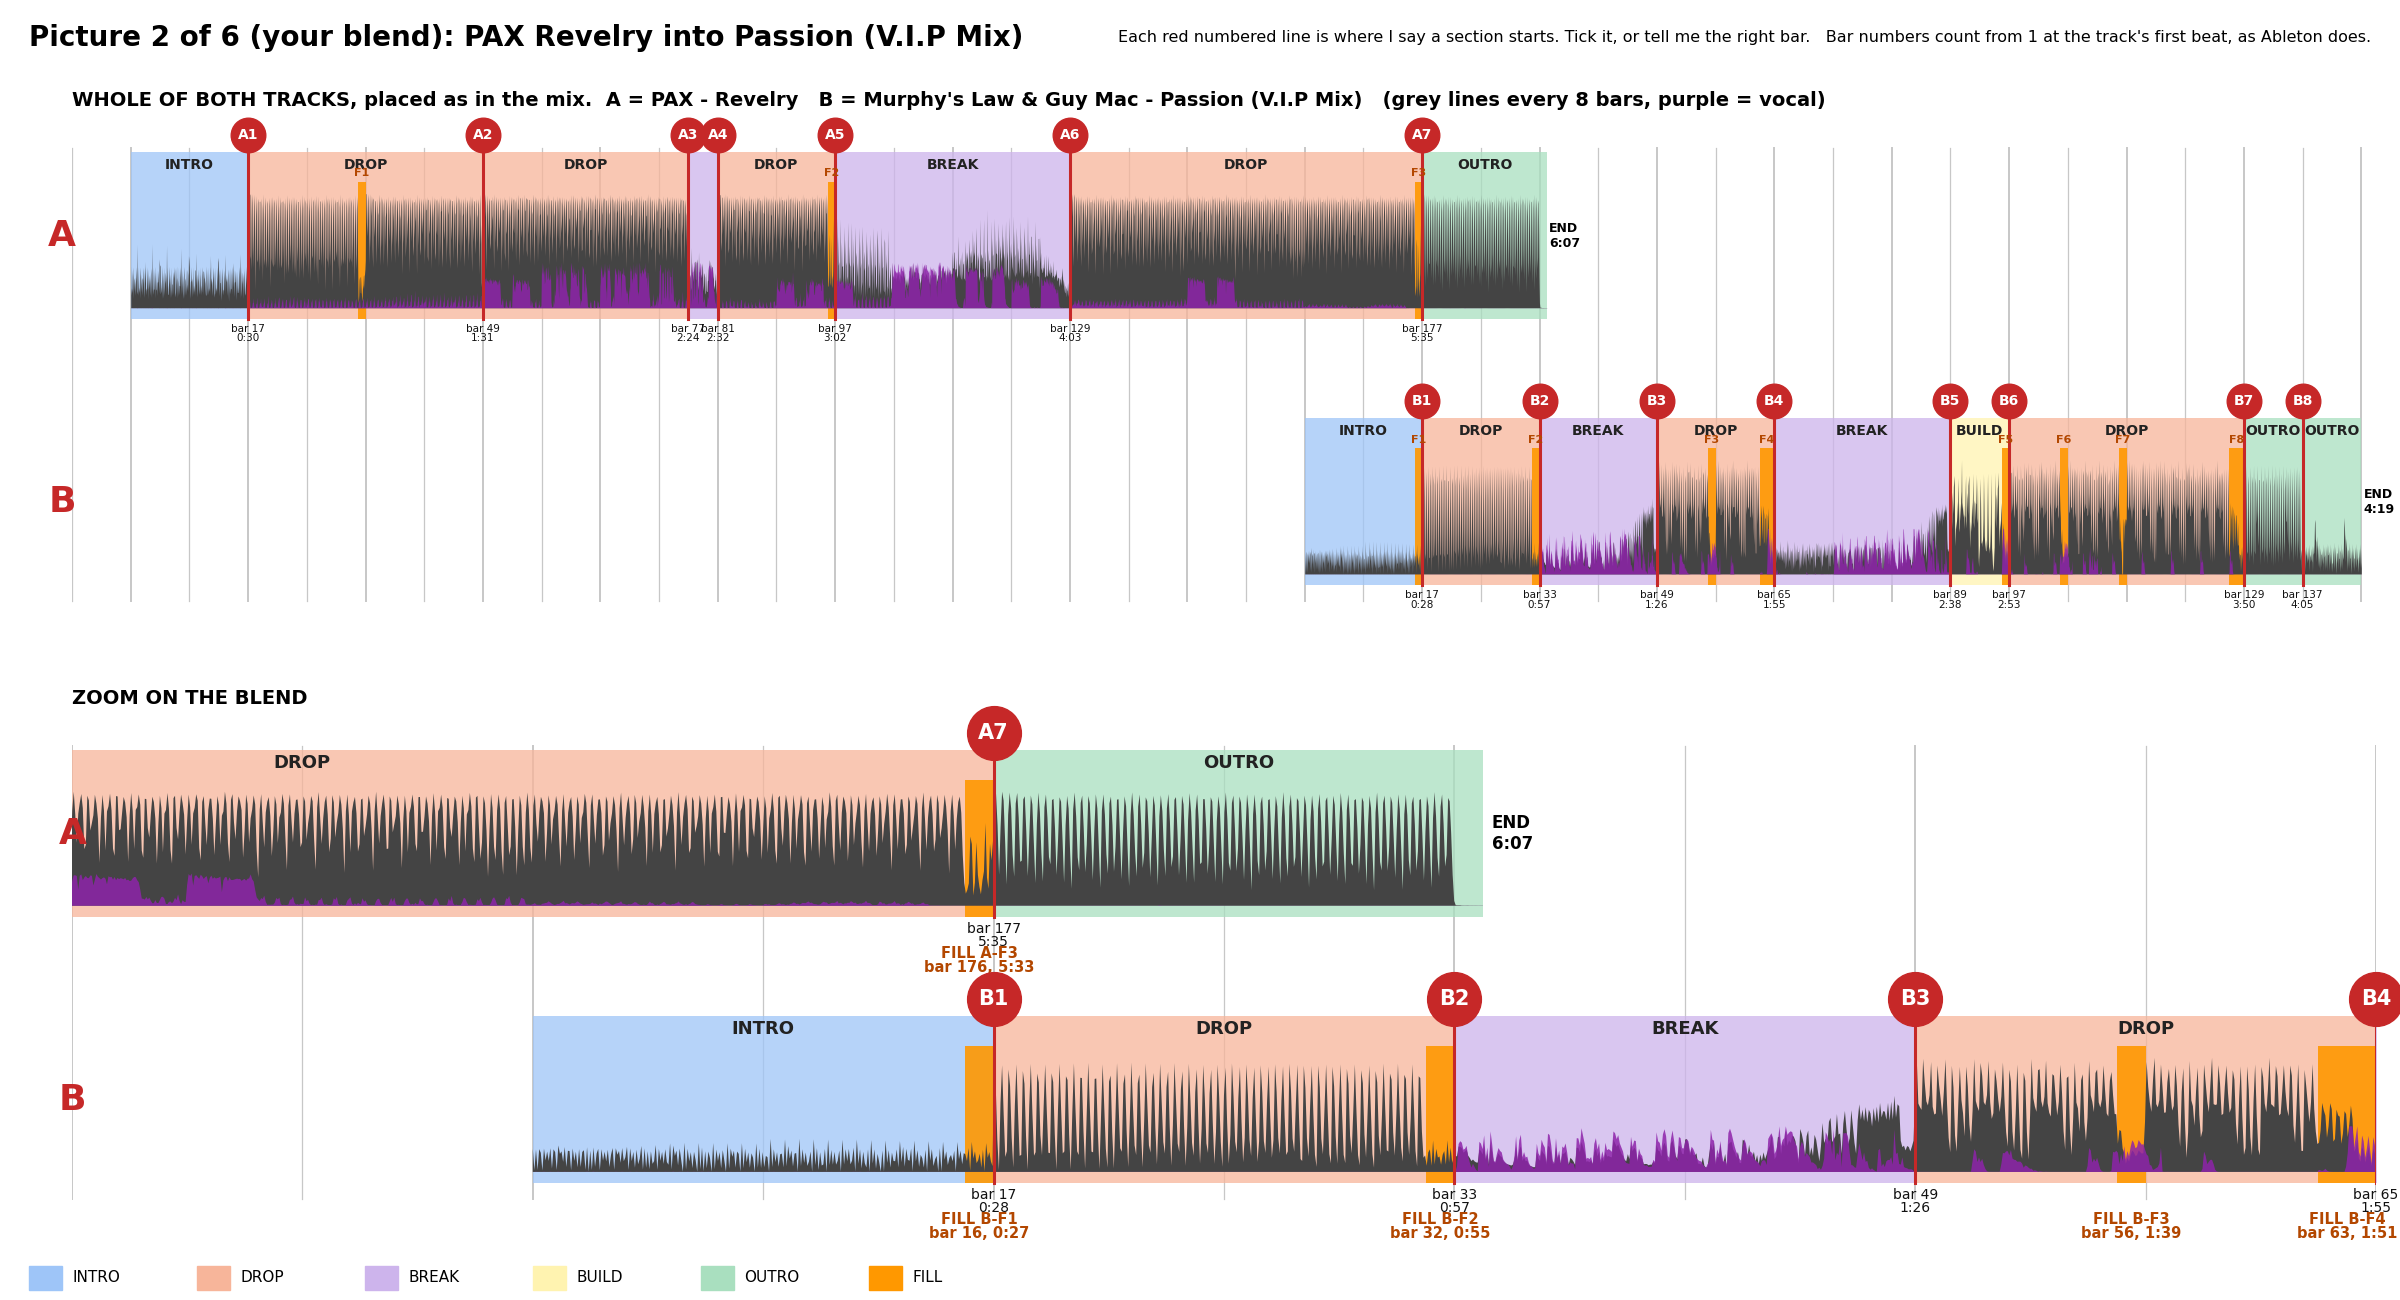 Picture 2 of 6 (your blend): PAX Revelry into Passion (V.I.P Mix)
Each red numbered line is where I say a section starts. Tick it, or tell me the right bar.   Bar numbers count from 1 at the track's first beat, as Ableton does.
WHOLE OF BOTH TRACKS, placed as in the mix.  A = PAX - Revelry   B = Murphy's Law & Guy Mac - Passion (V.I.P Mix)   (grey lines every 8 bars, purple = vocal)
A1 A2 A3 A4 A5 A6 A7
INTRO DROP DROP DROP BREAK DROP OUTRO
F1 F2 F3
A
END
6:07
bar 17 bar 49 bar 77 bar 81 bar 97 bar 129 bar 177
0:30 1:31 2:24 2:32 3:02 4:03 5:35
B1 B2 B3 B4 B5 B6 B7 B8
INTRO DROP BREAK DROP BREAK BUILD DROP OUTRO OUTRO
F1 F2 F3 F4 F5 F6 F7 F8
B
END
4:19
bar 17 bar 33 bar 49 bar 65 bar 89 bar 97 bar 129 bar 137
0:28 0:57 1:26 1:55 2:38 2:53 3:50 4:05
ZOOM ON THE BLEND
A7
DROP OUTRO
A
END
6:07
bar 177
5:35
FILL A-F3
bar 176, 5:33
B1 B2 B3 B4
INTRO DROP BREAK DROP
B
bar 17 bar 33 bar 49 bar 65
0:28 0:57 1:26 1:55
FILL B-F1 FILL B-F2 FILL B-F3 FILL B-F4
bar 16, 0:27 bar 32, 0:55 bar 56, 1:39 bar 63, 1:51
INTRO DROP BREAK BUILD OUTRO FILL